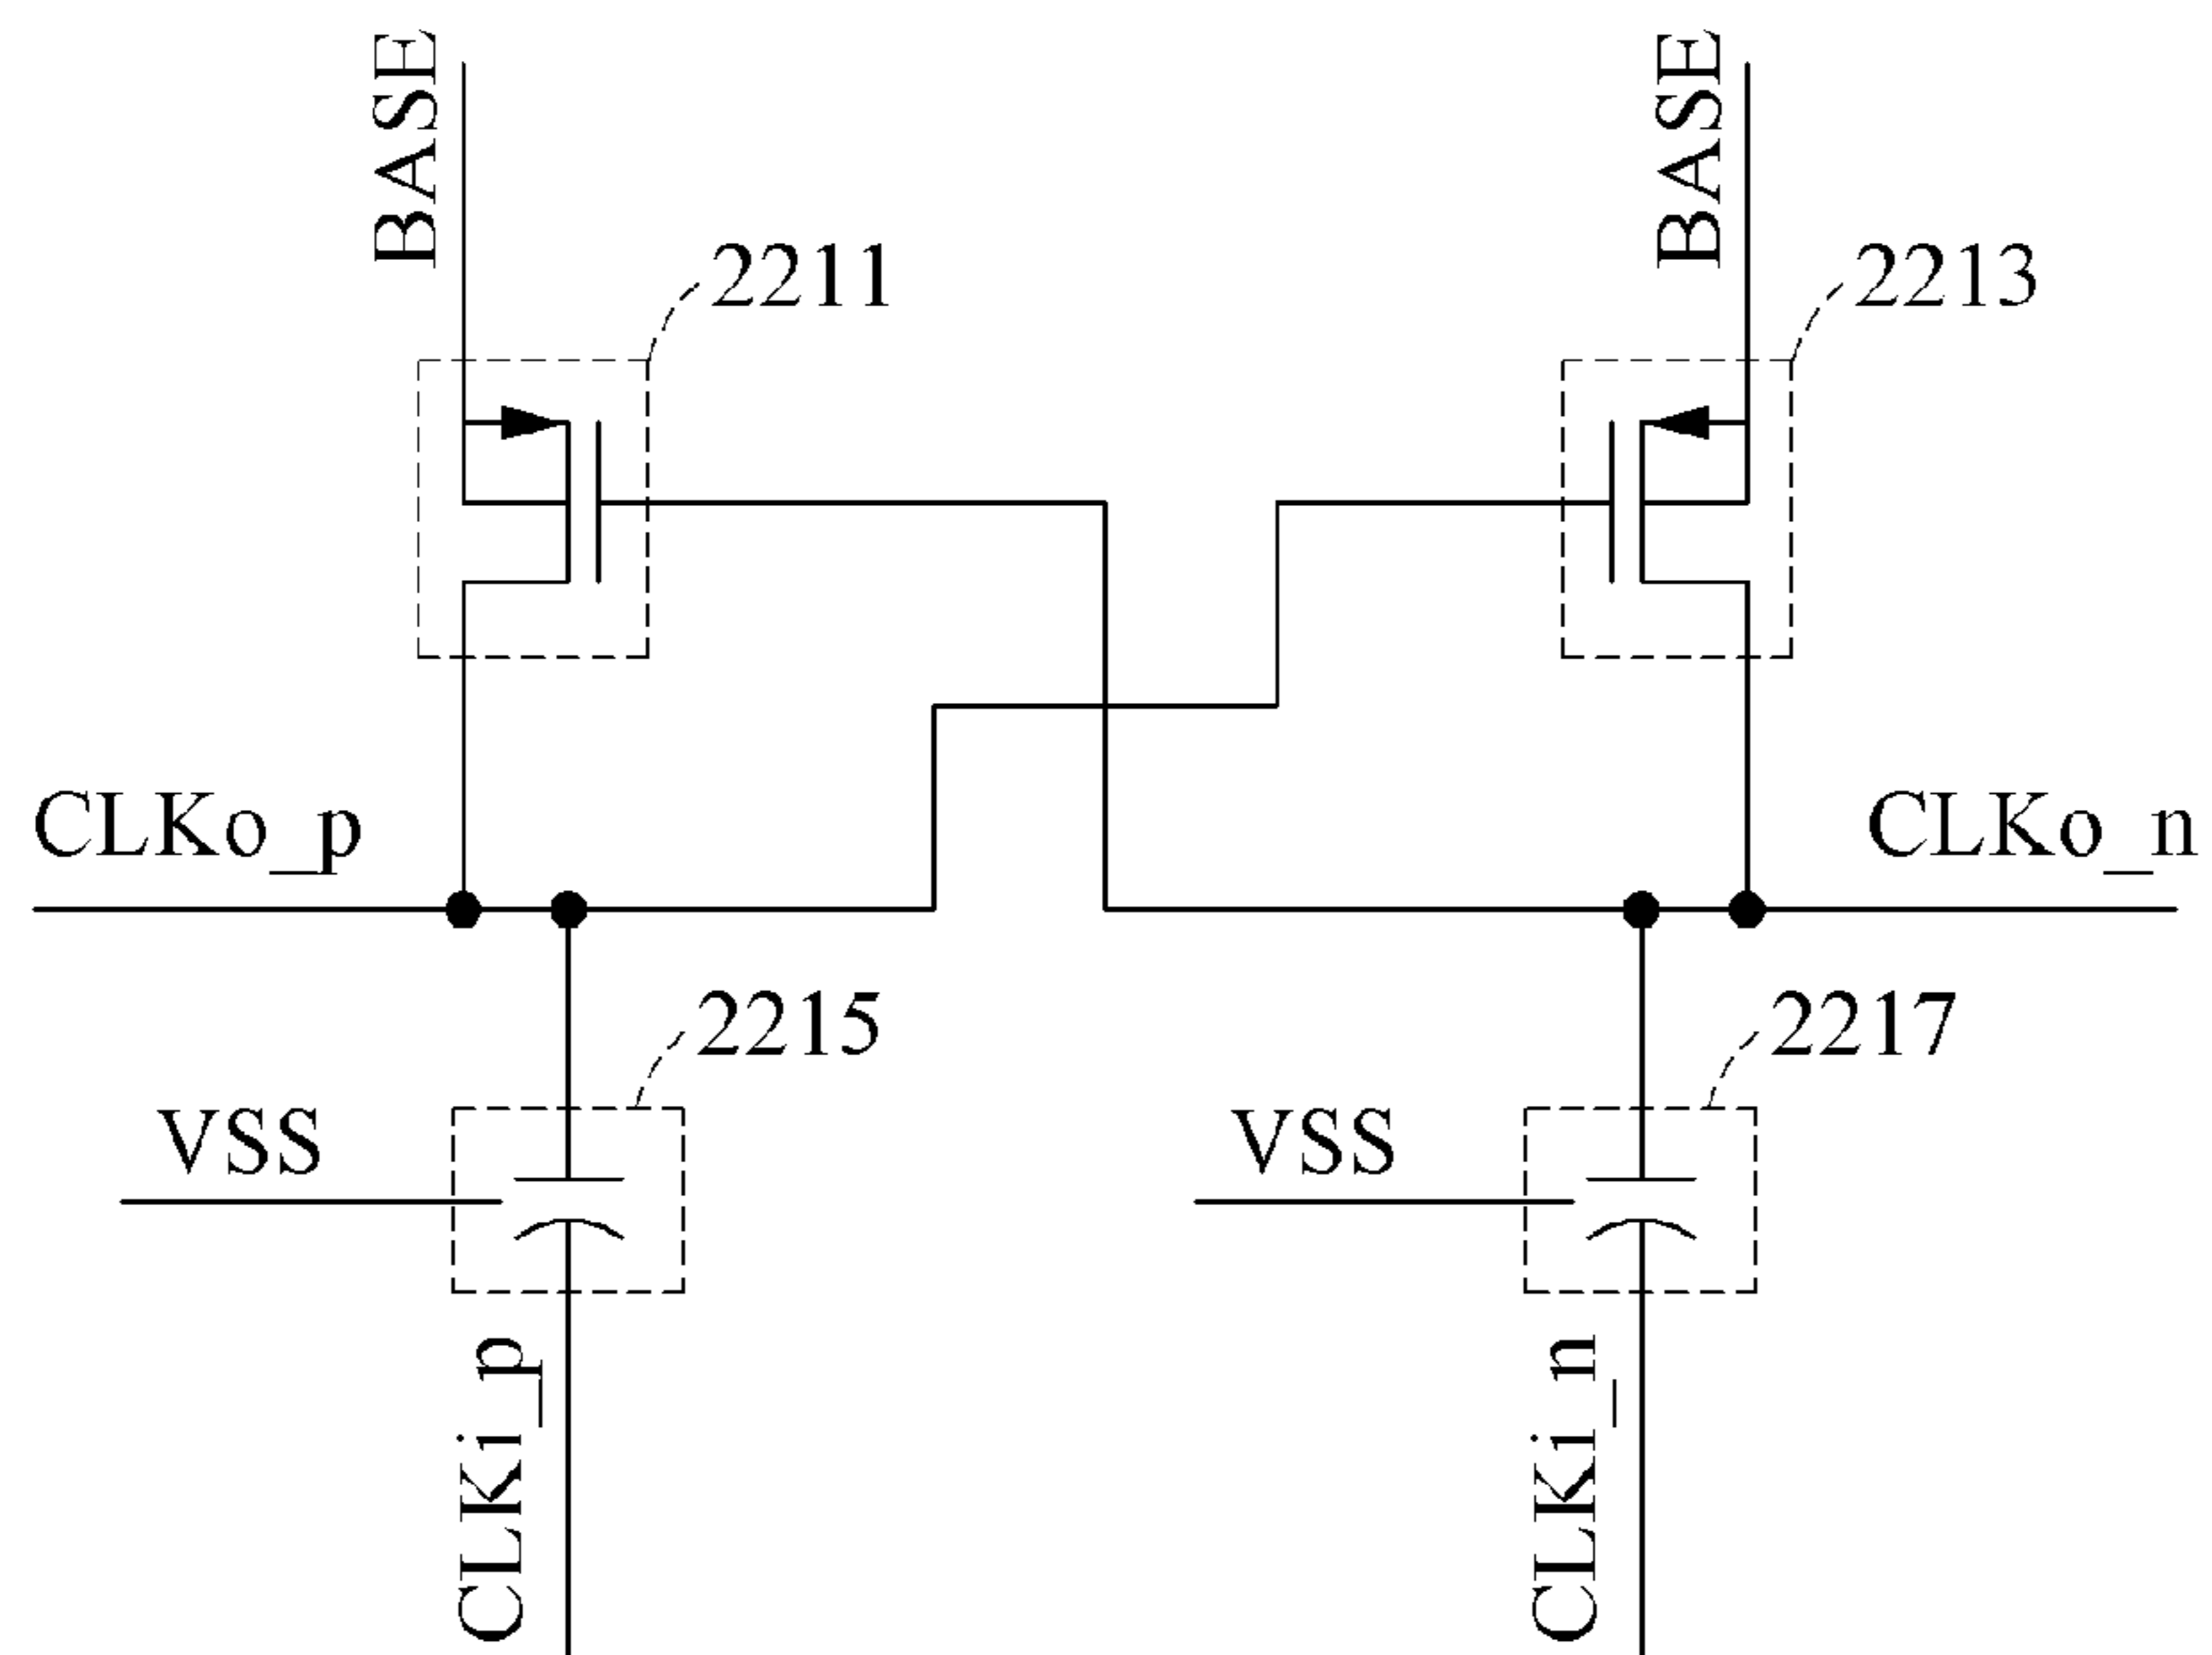 BASE
BASE
2211
2213
CLKo_p
CLKo_n
2215
2217
VSS
VSS
CLKi_p
CLKi_n